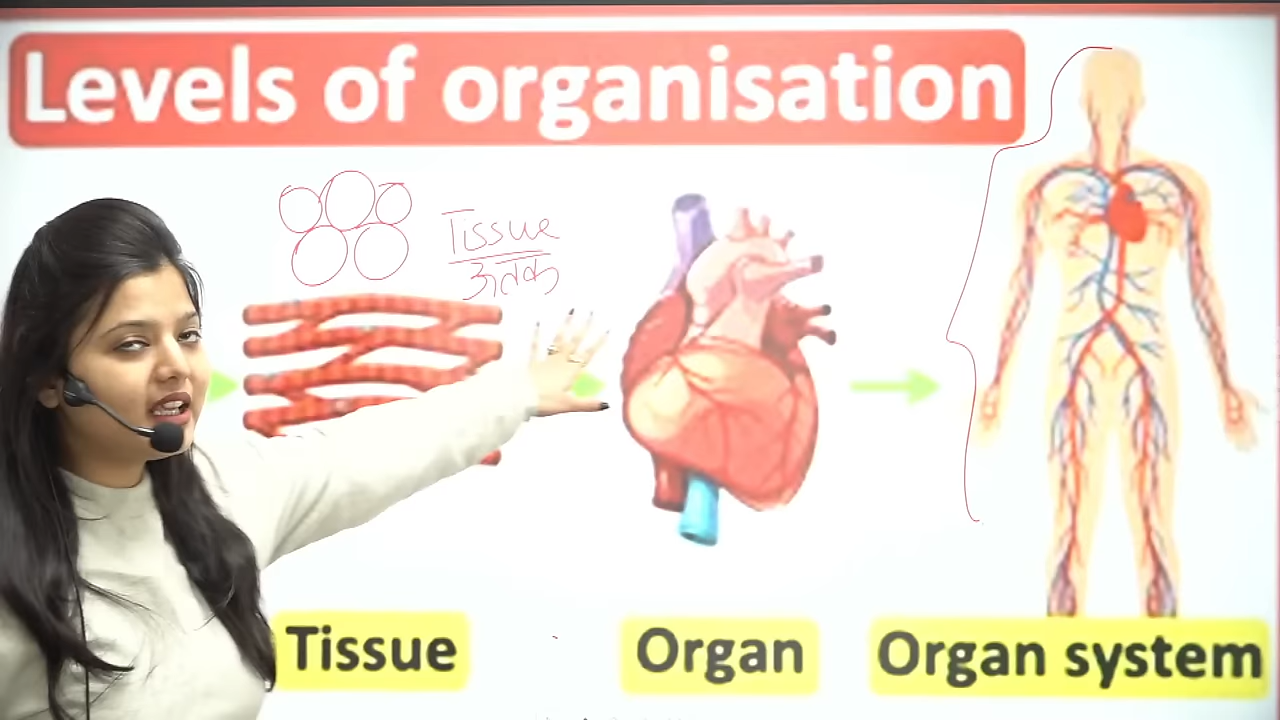 Levels of organisation
Tissue
ऊतक
Tissue
Organ
Organ system